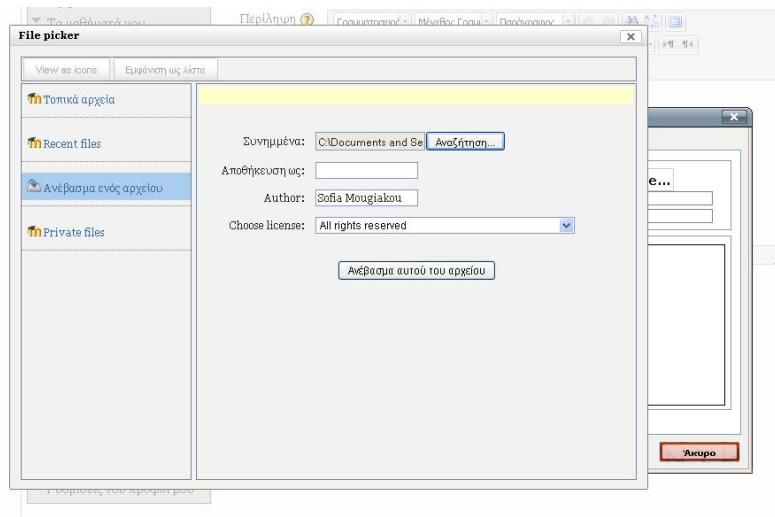 Τα μαθήματά μου
Περίληψη
File picker
View as icons
Εμφάνιση ως λίστα
Τοπικά αρχεία
Recent files
Ανέβασμα ενός αρχείου
Private files
Συνημμένα:
C:\Documents and Se
Αναζήτηση...
Αποθήκευση ως:
Author:
Sofia Mougiakou
Choose license:
All rights reserved
Ανέβασμα αυτού του αρχείου
e...
Άκυρο